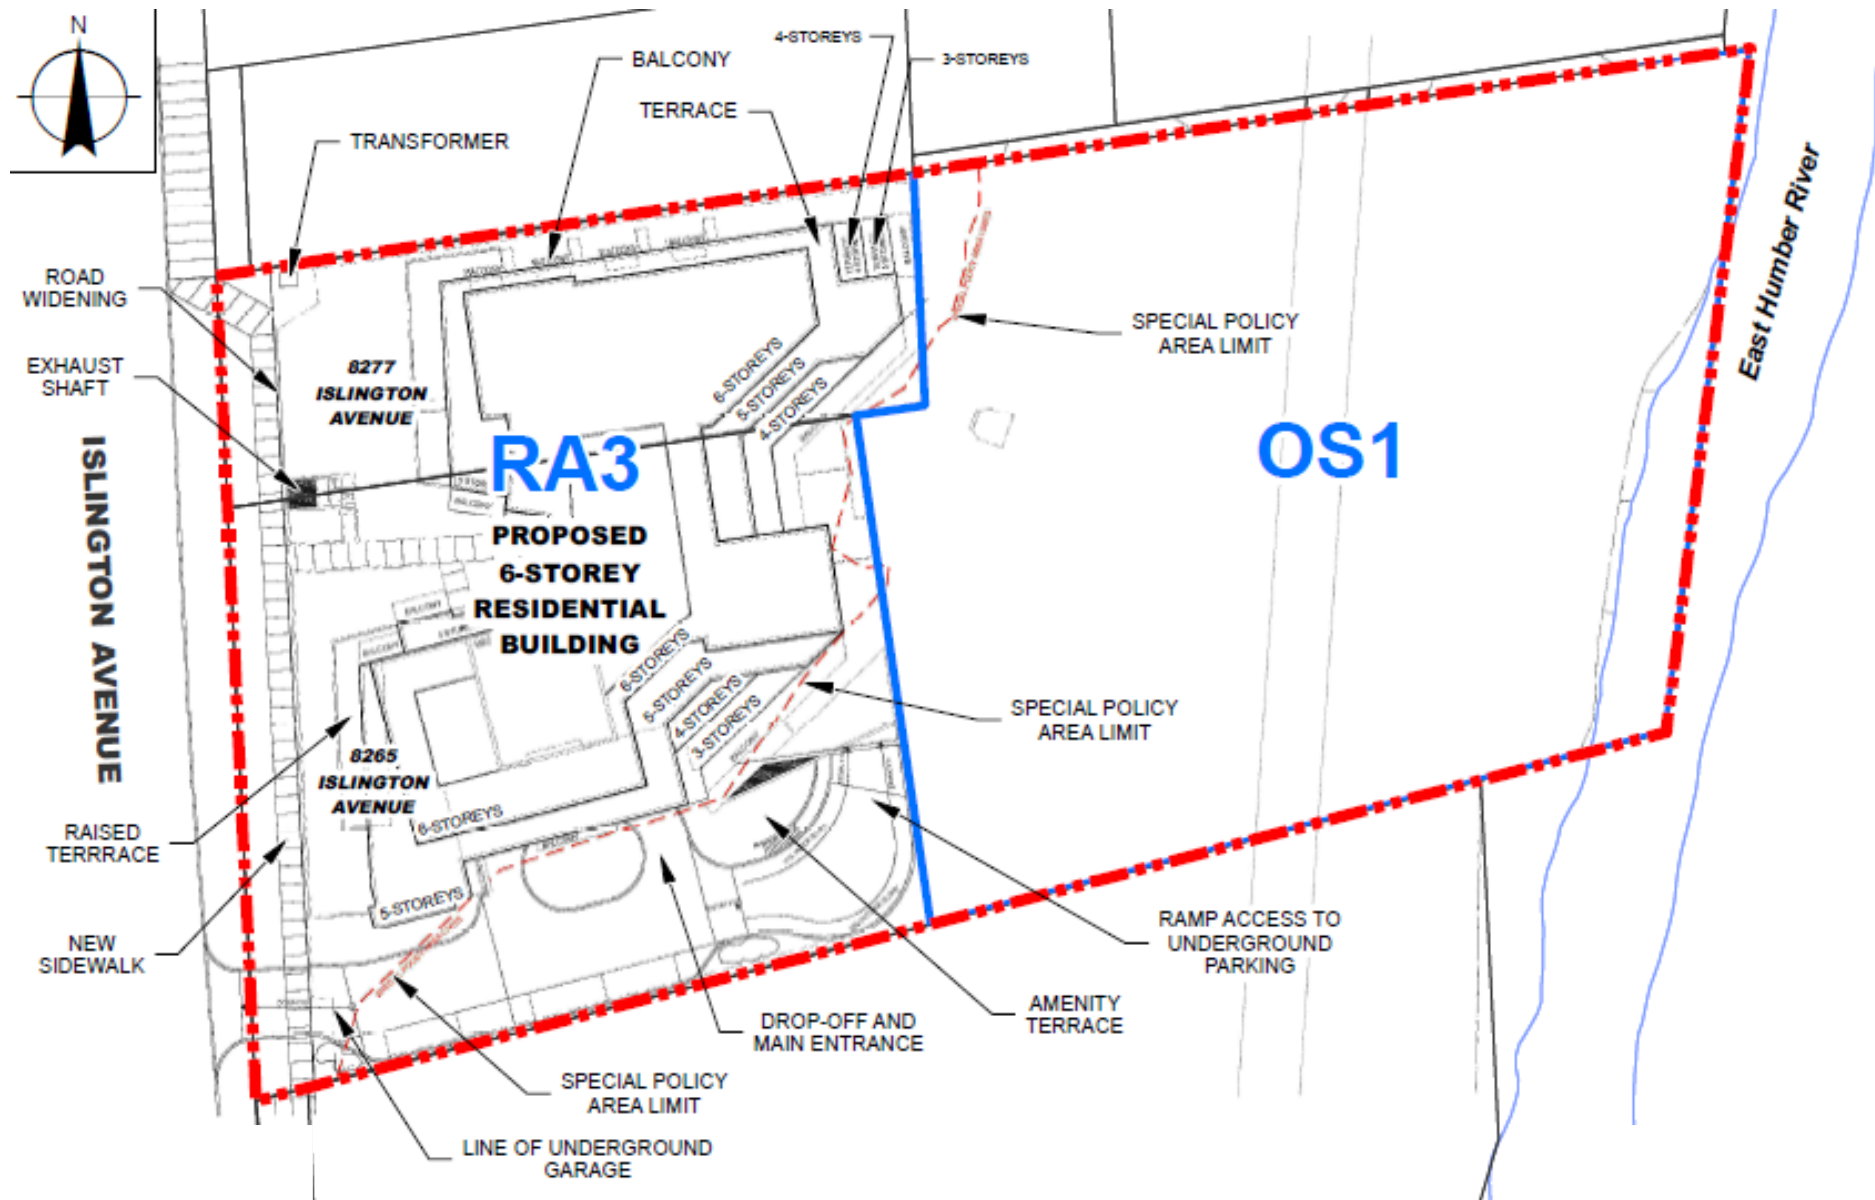 N
4-STOREYS
BALCONY
3-STOREYS
TERRACE
TRANSFORMER
ROAD
WIDENING
EXHAUST
SHAFT
8277
ISLINGTON
AVENUE
SPECIAL POLICY
AREA LIMIT
East Humber River
6-STOREYS
5-STOREYS
4-STOREYS
RA3
OS1
ISLINGTON AVENUE
PROPOSED
6-STOREY
RESIDENTIAL
BUILDING
BALCONY
BALCONY
BALCONY
6-STOREYS
5-STOREYS
4-STOREYS
3-STOREYS
SPECIAL POLICY
AREA LIMIT
8265
ISLINGTON
AVENUE
6-STOREYS
5-STOREYS
RAISED
TERRRACE
NEW
SIDEWALK
RAMP ACCESS TO
UNDERGROUND
PARKING
AMENITY
TERRACE
DROP-OFF AND
MAIN ENTRANCE
SPECIAL POLICY
AREA LIMIT
LINE OF UNDERGROUND
GARAGE